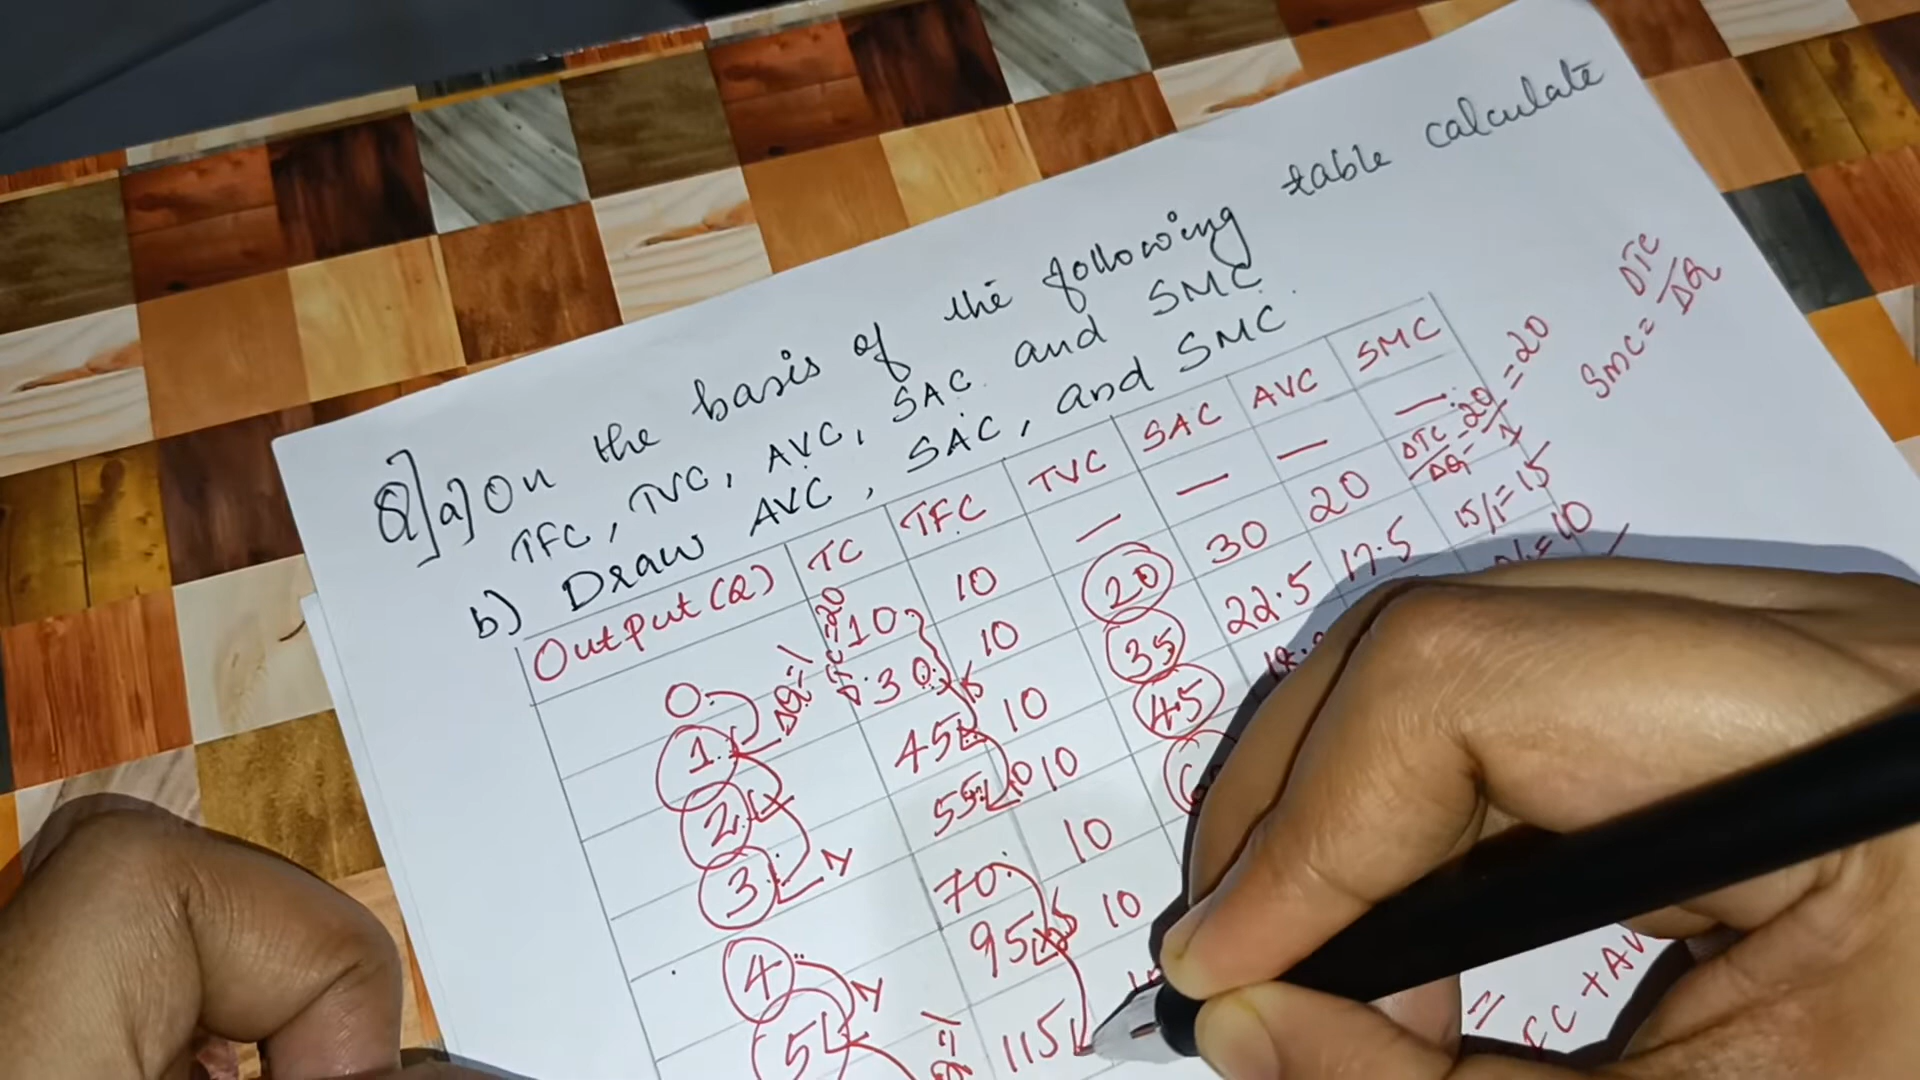 Q] a) On the basis of the following table calculate
TFC, TVC, AVC, SAC and SMC
b) Draw AVC, SAC, and SMC.
Output (Q) TC TFC TVC SAC AVC SMC
0 10 10 — — — —
1 30 10 20 30 20 ΔTC/ΔQ = 20/1 = 20
2 45 10 35 22.5 17.5 15/1 = 15
3 55 10 45
4 70 10
5 95 10
115
ΔQ=1
ΔTC=20
15
10
1
1
SMC = ΔTC/ΔQ